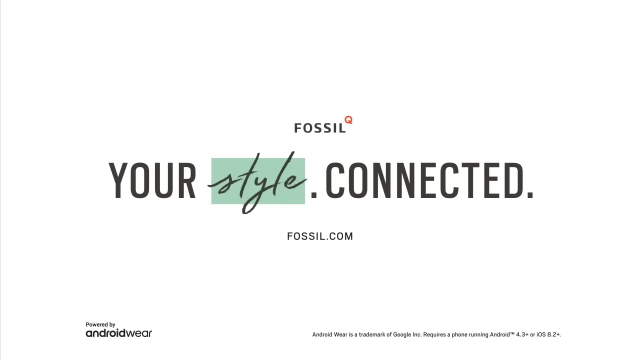 FOSSIL Q
YOUR style. CONNECTED.
FOSSIL.COM
Powered by
androidwear
Android Wear is a trademark of Google Inc. Requires a phone running Android™ 4.3+ or iOS 8.2+.